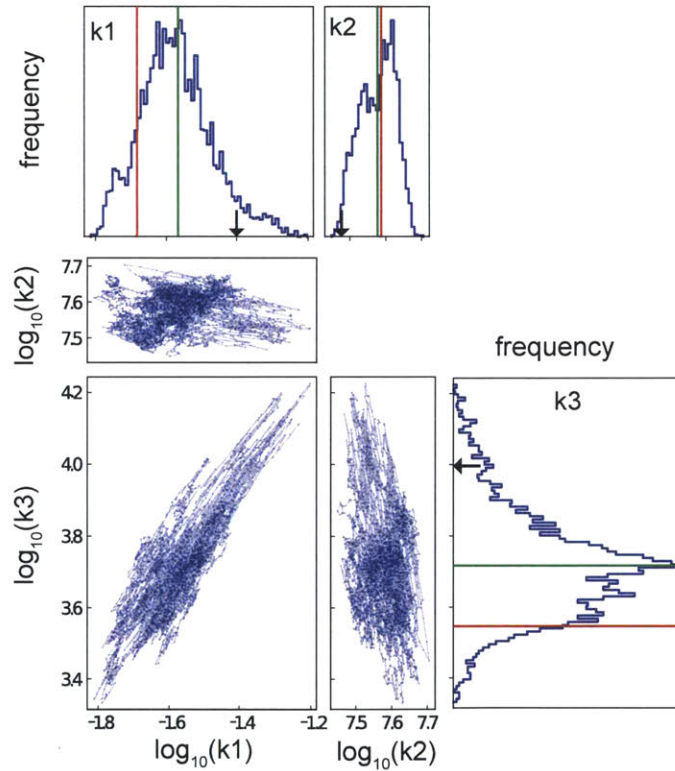 k1
k2
frequency
7.7
7.6
7.5
log10(k2)
frequency
k3
4.2
4.0
3.8
3.6
3.4
log10(k3)
-1.8 -1.6 -1.4 -1.2
7.5 7.6 7.7
log10(k1)
log10(k2)